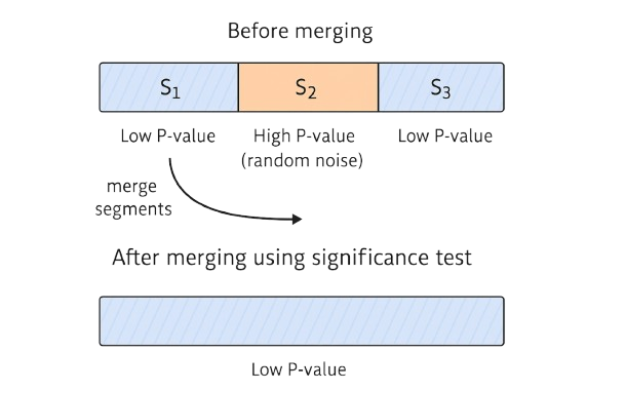 Before merging
S₁ S₂ S₃
Low P-value High P-value Low P-value
(random noise)
merge
segments
After merging using significance test
Low P-value